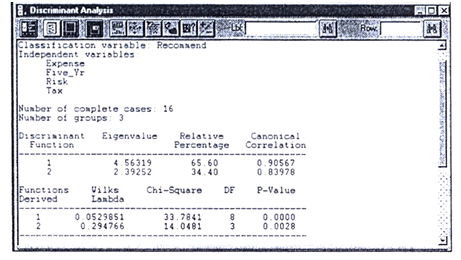 Discriminant Analysis
Lbl: Row:
Classification variable: Recommend
Independent variables
Expense
Five_Yr
Risk
Tax
Number of complete cases: 16
Number of groups: 3
Discriminant Eigenvalue Relative Canonical
Function Percentage Correlation
1 4.56319 65.60 0.90567
2 2.39252 34.40 0.83978
Functions Wilks Chi-Square DF P-Value
Derived Lambda
1 0.0529851 33.7841 8 0.0000
2 0.294766 14.0481 3 0.0028